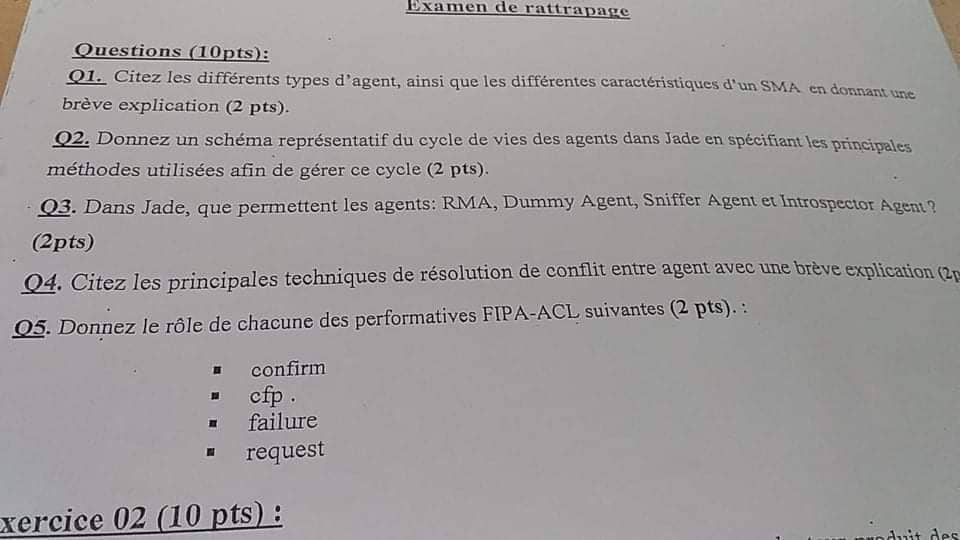 Examen de rattrapage
Questions (10pts):
Q1. Citez les différents types d'agent, ainsi que les différentes caractéristiques d'un SMA en donnant une
brève explication (2 pts).
Q2. Donnez un schéma représentatif du cycle de vies des agents dans Jade en spécifiant les principales
méthodes utilisées afin de gérer ce cycle (2 pts).
Q3. Dans Jade, que permettent les agents: RMA, Dummy Agent, Sniffer Agent et Introspector Agent?
(2pts)
Q4. Citez les principales techniques de résolution de conflit entre agent avec une brève explication (2p
Q5. Donnez le rôle de chacune des performatives FIPA-ACL suivantes (2 pts). :
▪ confirm
▪ cfp .
▪ failure
▪ request
xercice 02 (10 pts) :
produit des